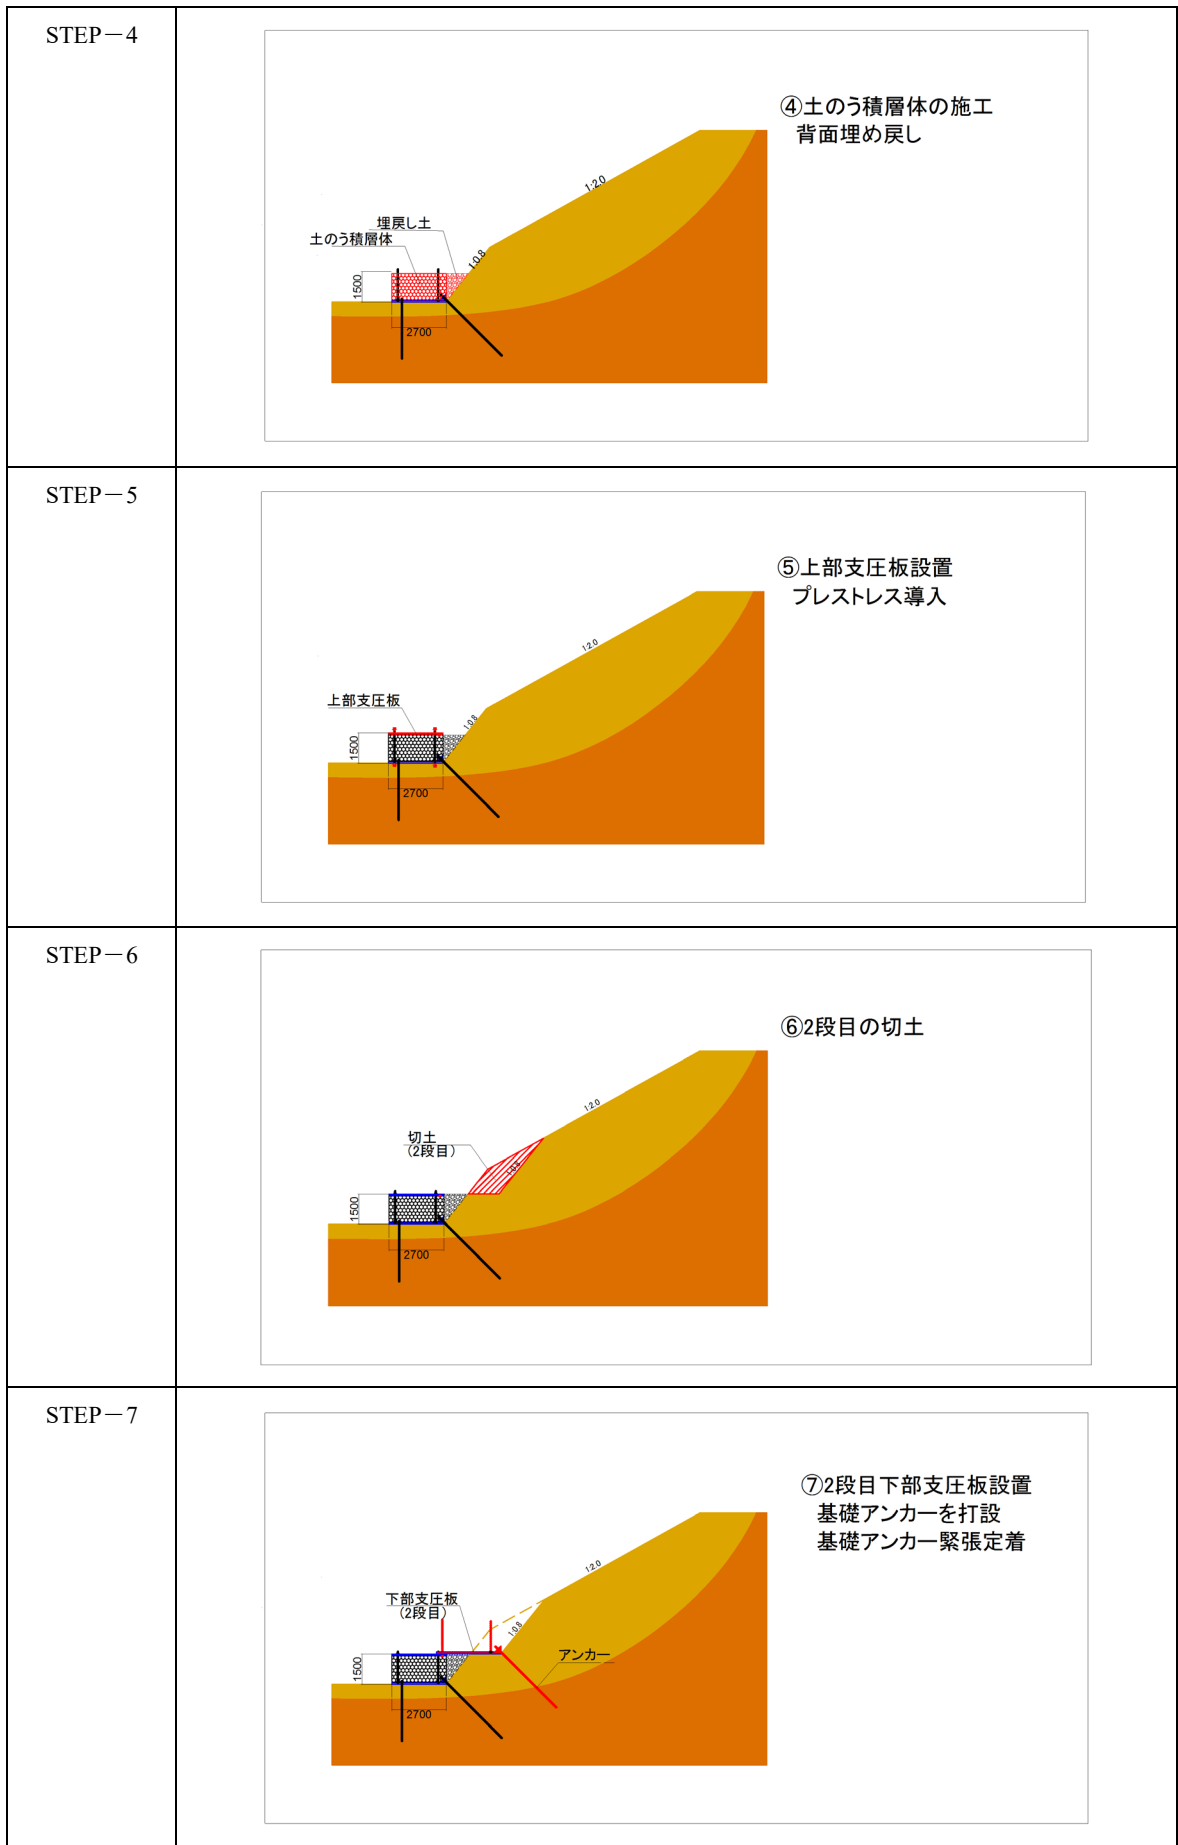 STEP－4
④土のう積層体の施工
背面埋め戻し
1:2.0
埋戻し土
土のう積層体
1:0.8
1500
2700
STEP－5
⑤上部支圧板設置
プレストレス導入
1:2.0
上部支圧板
1:0.8
1500
2700
STEP－6
⑥2段目の切土
1:2.0
切土
（2段目）
1:0.8
1500
2700
STEP－7
⑦2段目下部支圧板設置
基礎アンカーを打設
基礎アンカー緊張定着
1:2.0
下部支圧板
（2段目）
1:0.8
アンカー
1500
2700